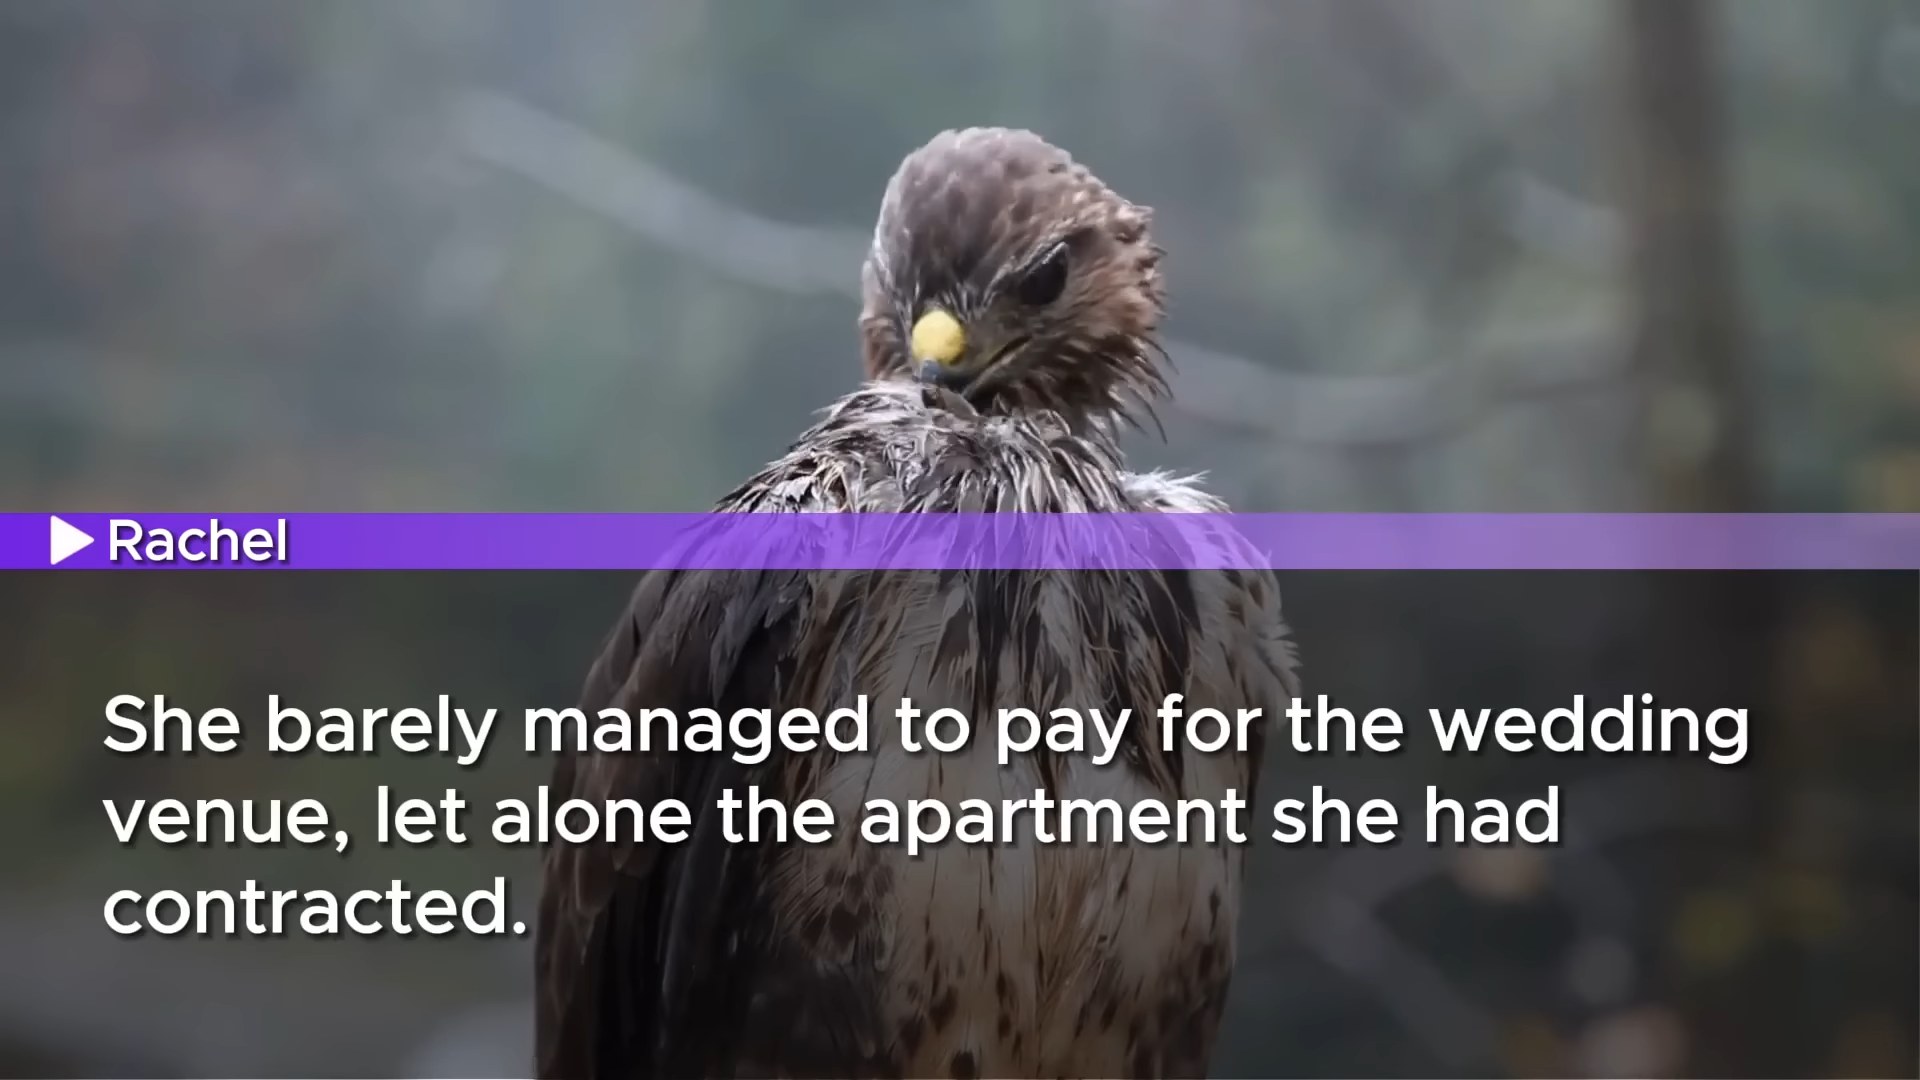 Rachel
She barely managed to pay for the wedding
venue, let alone the apartment she had
contracted.